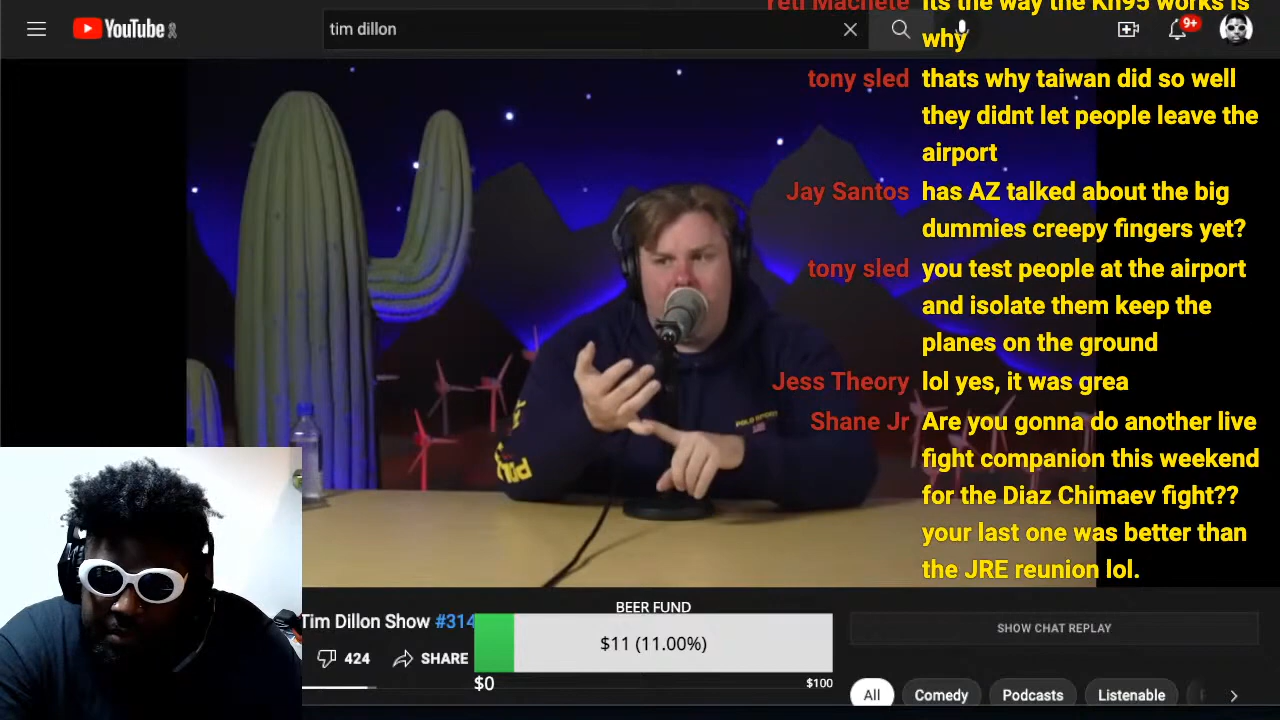 YouTube
tim dillon
9+
Yeti Machete its the way the Kn95 works is
why
tony sled thats why taiwan did so well
they didnt let people leave the
airport
Jay Santos has AZ talked about the big
dummies creepy fingers yet?
tony sled you test people at the airport
and isolate them keep the
planes on the ground
Jess Theory lol yes, it was grea
Shane Jr Are you gonna do another live
fight companion this weekend
for the Diaz Chimaev fight??
your last one was better than
the JRE reunion lol.
POLO SPORT
Tim Dillon Show #314
424 SHARE
BEER FUND
$11 (11.00%)
$0 $100
SHOW CHAT REPLAY
All Comedy Podcasts Listenable